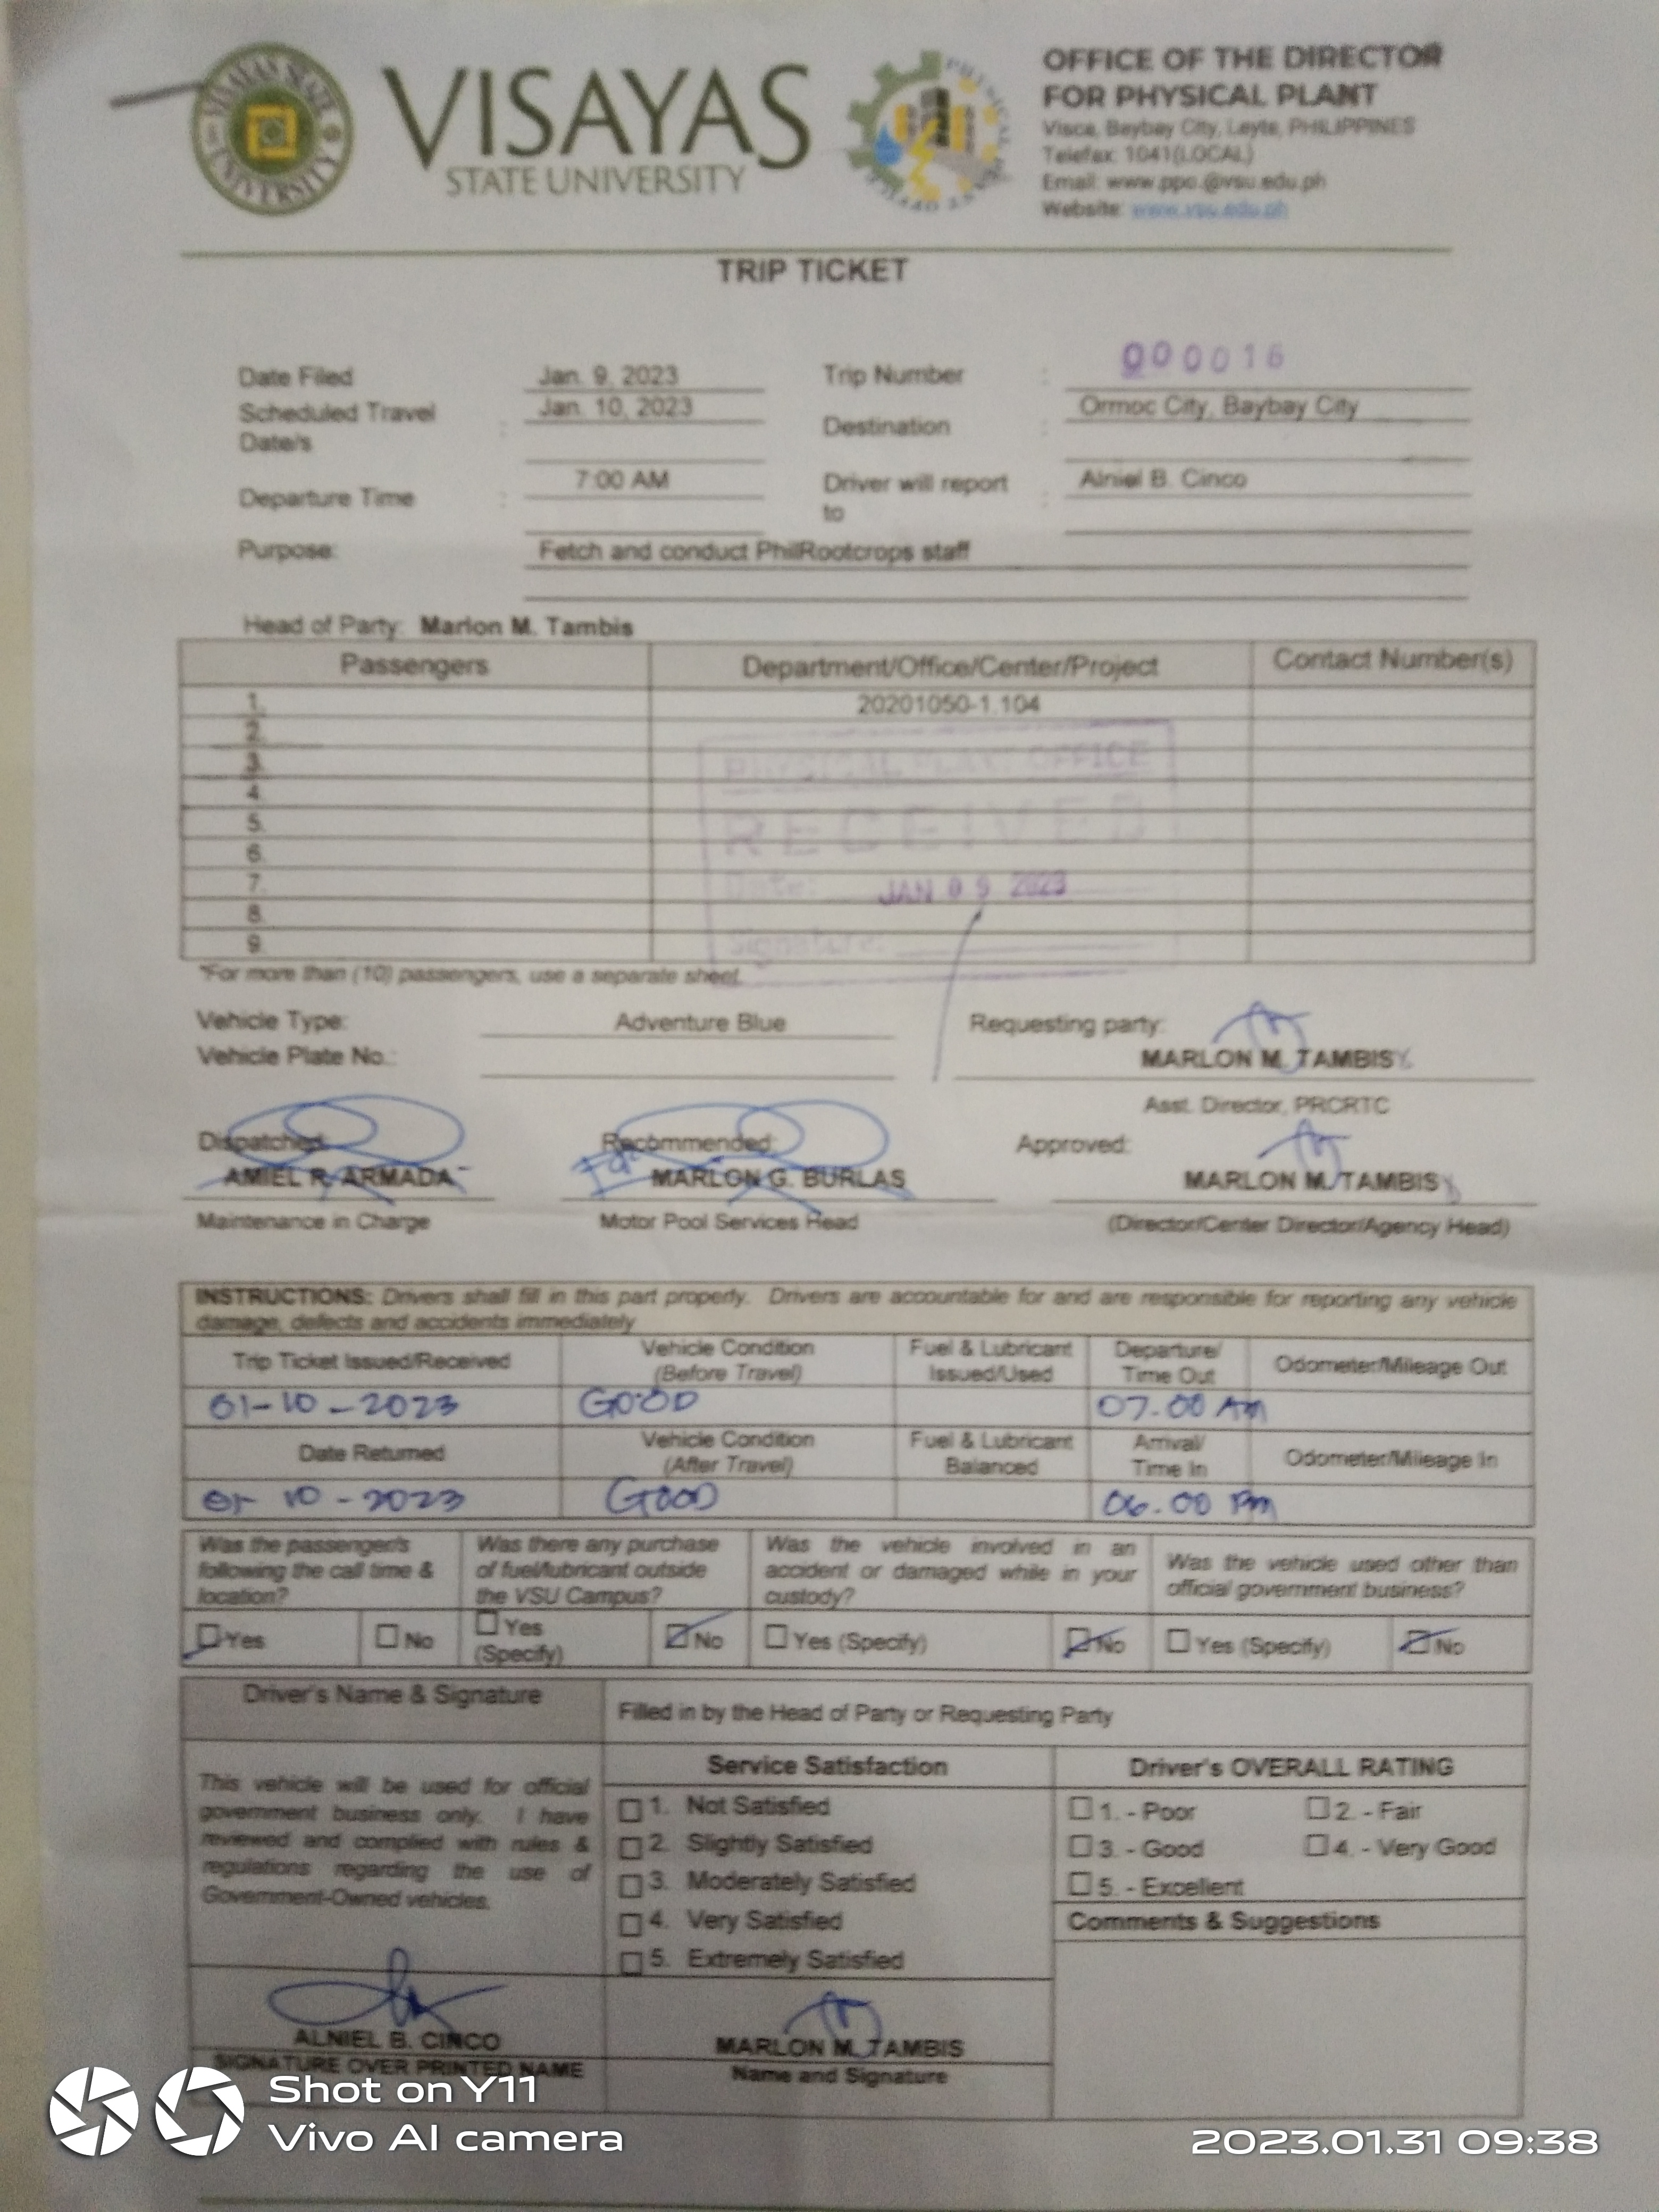 VISAYAS STATE UNIVERSITY
VISAYAS
STATE UNIVERSITY
OFFICE OF THE DIRECTOR
FOR PHYSICAL PLANT
Visca, Baybay City, Leyte, PHILIPPINES
Telefax: 1041(LOCAL)
Email: www.ppo.@vsu.edu.ph
Website: www.vsu.edu.ph
TRIP TICKET
Date Filed Jan. 9, 2023 Trip Number : 000016
Scheduled Travel Date/s : Jan. 10, 2023 Destination : Ormoc City, Baybay City
Departure Time : 7:00 AM Driver will report to : Alniel B. Cinco
Purpose: Fetch and conduct PhilRootcrops staff
Head of Party: Marlon M. Tambis
Passengers Department/Office/Center/Project Contact Number(s)
1. 20201050-1.104
2.
3.
4.
5.
6.
7.
8.
9.
PHYSICAL PLANT OFFICE
RECEIVED
Date: JAN 09 2023
Signature:
*For more than (10) passengers, use a separate sheet.
Vehicle Type: Adventure Blue Requesting party:
Vehicle Plate No.: MARLON M. TAMBIS
Asst. Director, PRCRTC
Dispatched: Recommended: Approved:
AMIEL R. ARMADA For MARLON G. BURLAS MARLON M. TAMBIS
Maintenance in Charge Motor Pool Services Head (Director/Center Director/Agency Head)
INSTRUCTIONS: Drivers shall fill in this part properly. Drivers are accountable for and are responsible for reporting any vehicle
damage, defects and accidents immediately
Trip Ticket Issued/Received Vehicle Condition (Before Travel) Fuel & Lubricant Issued/Used Departure/ Time Out Odometer/Mileage Out
01-10-2023 GOOD 07.00 AM
Date Returned Vehicle Condition (After Travel) Fuel & Lubricant Balanced Arrival/ Time In Odometer/Mileage In
01-10-2023 GOOD 06.00 PM
Was the passenger/s following the call time & location? Was there any purchase of fuel/lubricant outside the VSU Campus? Was the vehicle involved in an accident or damaged while in your custody? Was the vehicle used other than official government business?
Yes No Yes (Specify) No Yes (Specify) No Yes (Specify) No
Driver's Name & Signature Filled in by the Head of Party or Requesting Party
Service Satisfaction Driver's OVERALL RATING
This vehicle will be used for official
government business only. I have
reviewed and complied with rules &
regulations regarding the use of
Government-Owned vehicles.
1. Not Satisfied
2. Slightly Satisfied
3. Moderately Satisfied
4. Very Satisfied
5. Extremely Satisfied
1. - Poor 2. - Fair
3. - Good 4. - Very Good
5. - Excellent
Comments & Suggestions
ALNIEL B. CINCO MARLON M. TAMBIS
SIGNATURE OVER PRINTED NAME Name and Signature
Shot on Y11
Vivo AI camera
2023.01.31 09:38